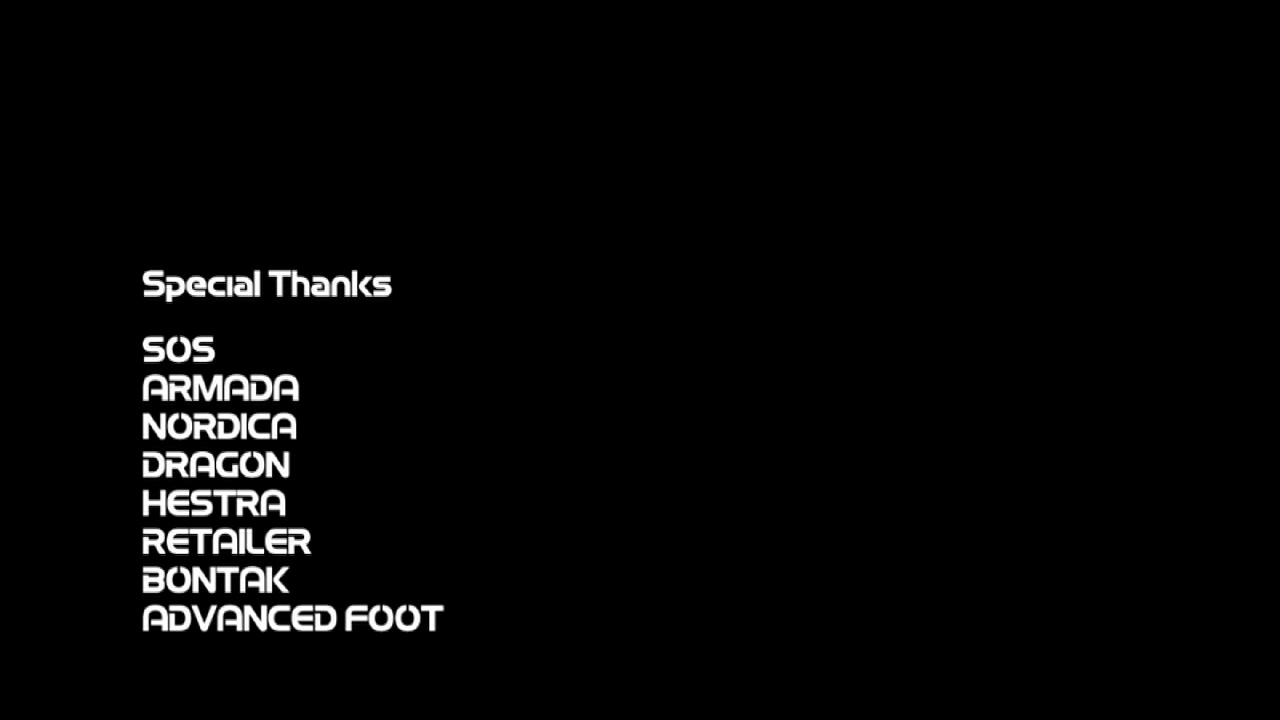 Special Thanks
SOS
ARMADA
NORDICA
DRAGON
HESTRA
RETAILER
BONTAK
ADVANCED FOOT